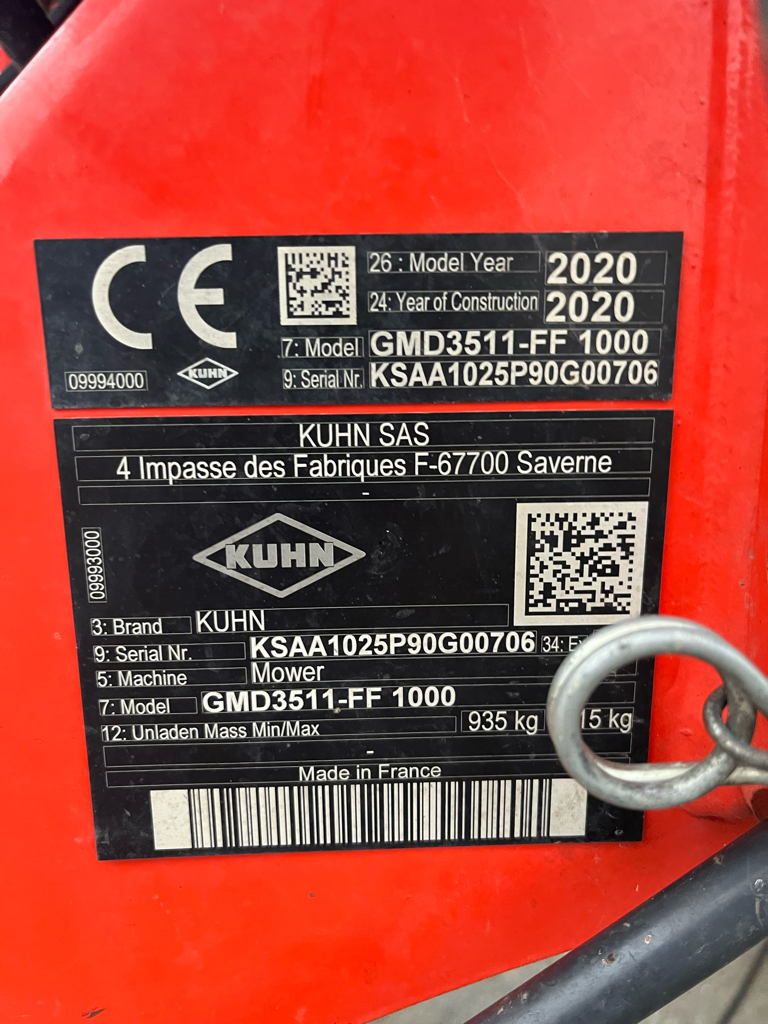 CE
26 : Model Year 2020
24: Year of Construction 2020
7: Model GMD3511-FF 1000
9: Serial Nr. KSAA1025P90G00706
09994000
KUHN
KUHN SAS
4 Impasse des Fabriques F-67700 Saverne
-
09993000
KUHN
3: Brand KUHN
9: Serial Nr. KSAA1025P90G00706 34:
5: Machine Mower
7: Model GMD3511-FF 1000
12: Unladen Mass Min/Max 935 kg kg
-
Made in France